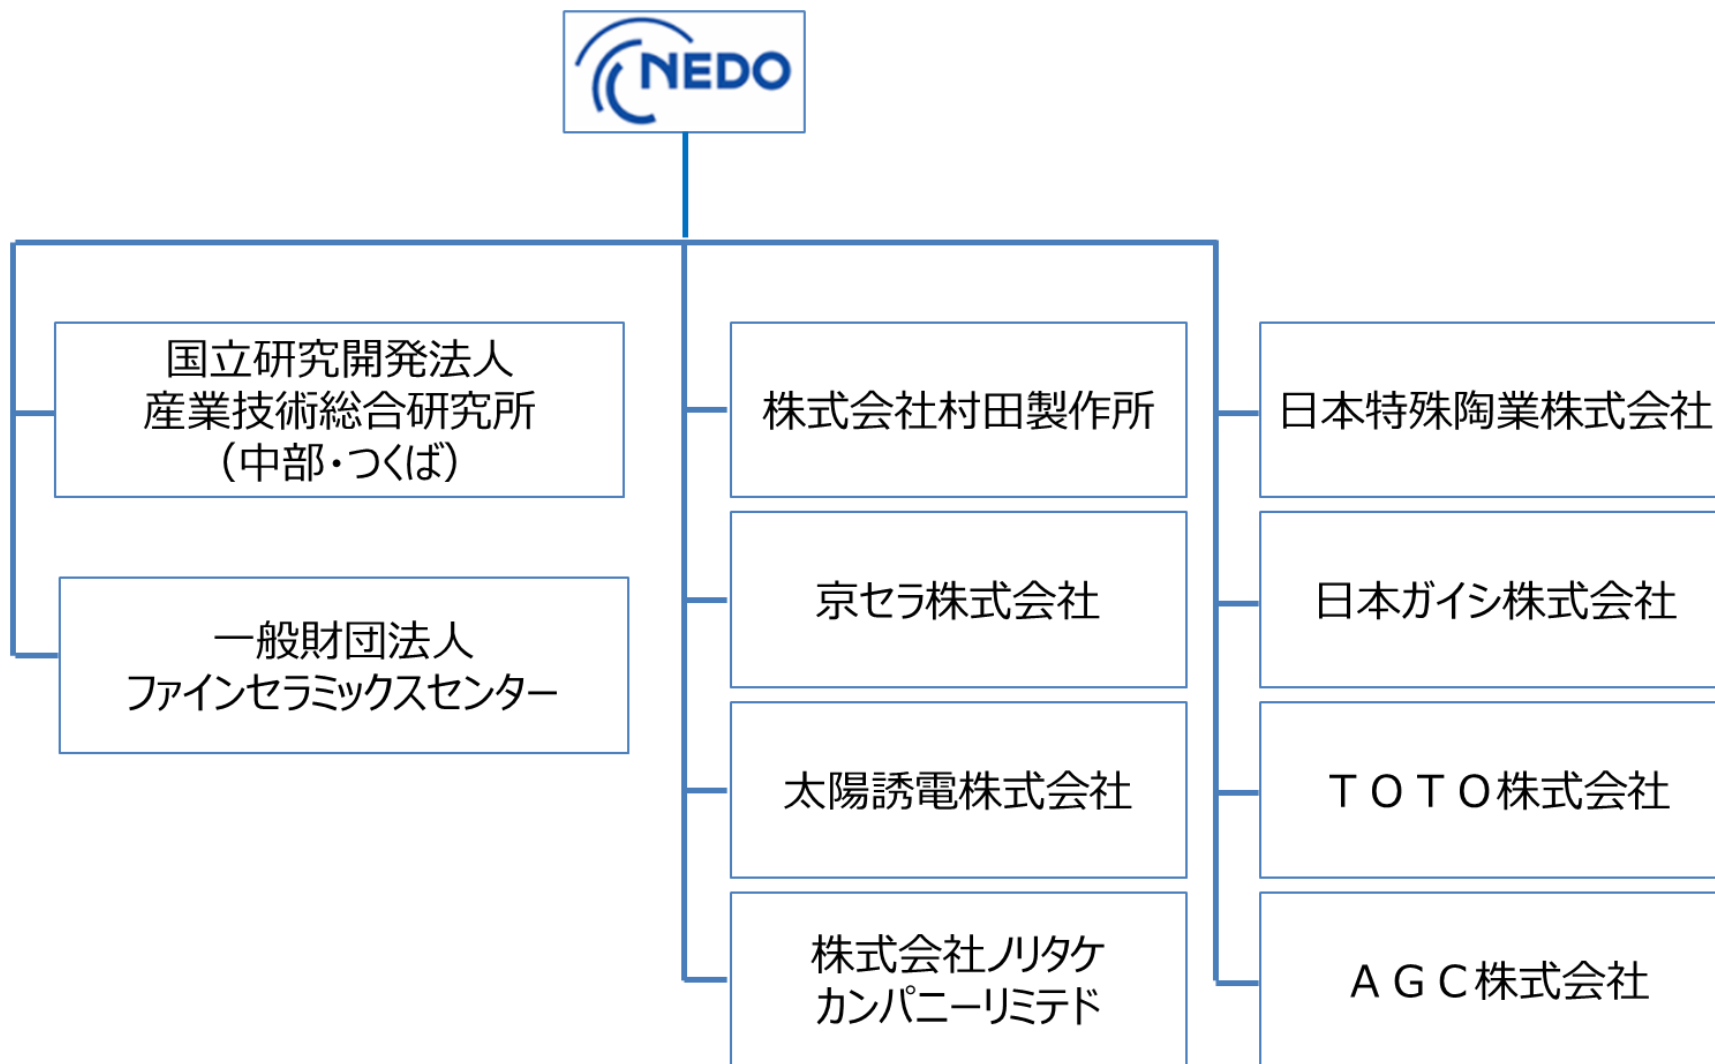 NEDO
国立研究開発法人
産業技術総合研究所
（中部・つくば）
一般財団法人
ファインセラミックスセンター
株式会社村田製作所
京セラ株式会社
太陽誘電株式会社
株式会社ノリタケ
カンパニーリミテド
日本特殊陶業株式会社
日本ガイシ株式会社
ＴＯＴＯ株式会社
ＡＧＣ株式会社